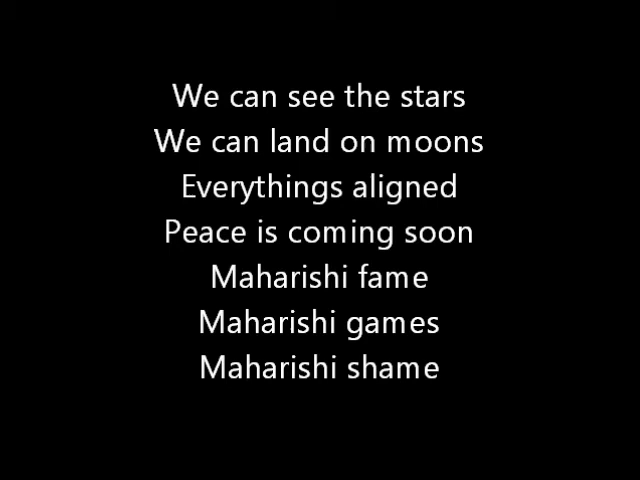 We can see the stars
We can land on moons
Everythings aligned
Peace is coming soon
Maharishi fame
Maharishi games
Maharishi shame